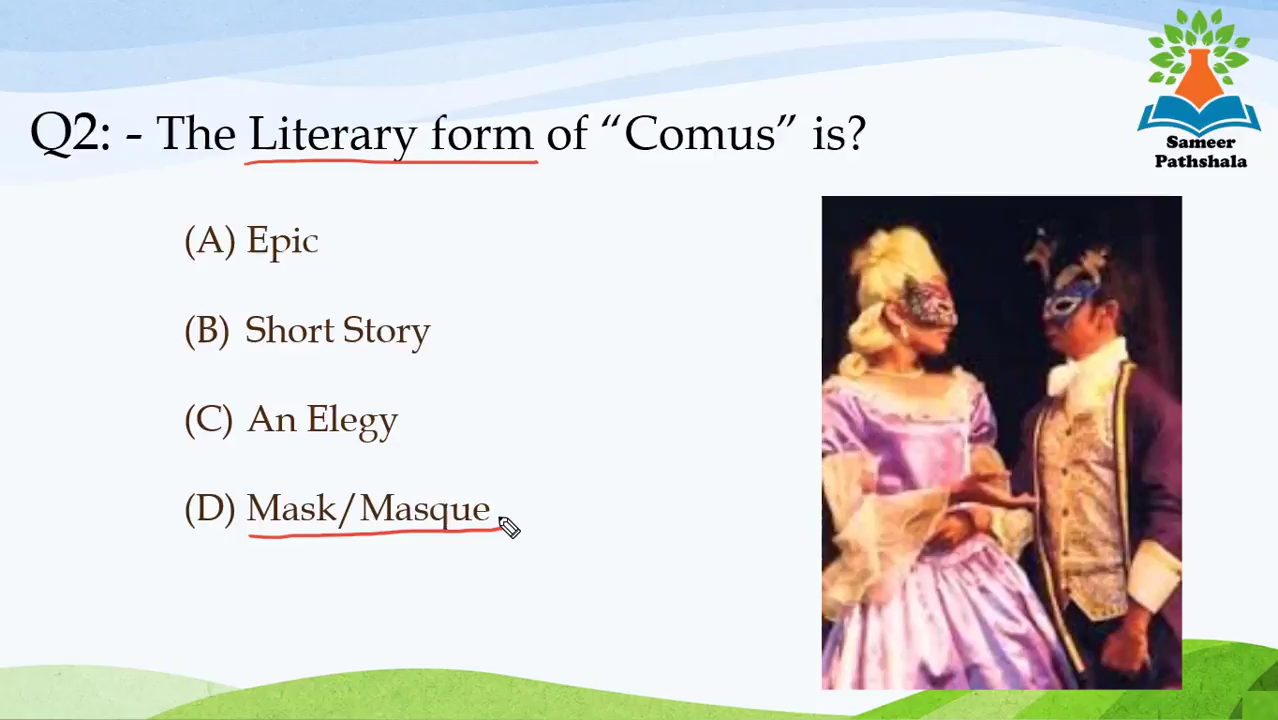 Q2: - The Literary form of “Comus” is?
Sameer
Pathshala
(A) Epic
(B) Short Story
(C) An Elegy
(D) Mask/Masque